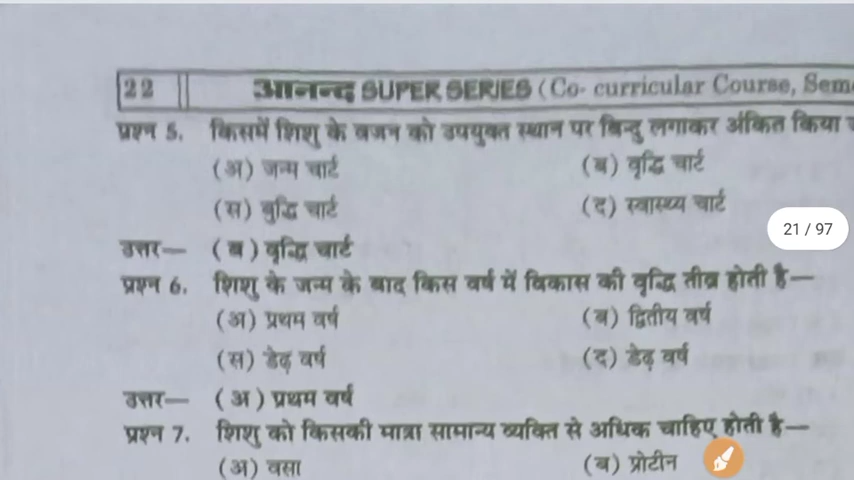 22 || आनन्द SUPER SERIES (Co- curricular Course, Sem
प्रश्न 5. किसमें शिशु के वजन को उपयुक्त स्थान पर बिन्दु लगाकर अंकित किया
(अ) जन्म चार्ट (ब) वृद्धि चार्ट
(स) बुद्धि चार्ट (द) स्वास्थ्य चार्ट
21 / 97
उत्तर— (ब) वृद्धि चार्ट
प्रश्न 6. शिशु के जन्म के बाद किस वर्ष में विकास की वृद्धि तीव्र होती है—
(अ) प्रथम वर्ष (ब) द्वितीय वर्ष
(स) डेढ़ वर्ष (द) डेढ़ वर्ष
उत्तर— (अ) प्रथम वर्ष
प्रश्न 7. शिशु को किसकी मात्रा सामान्य व्यक्ति से अधिक चाहिए होती है—
(अ) वसा (ब) प्रोटीन